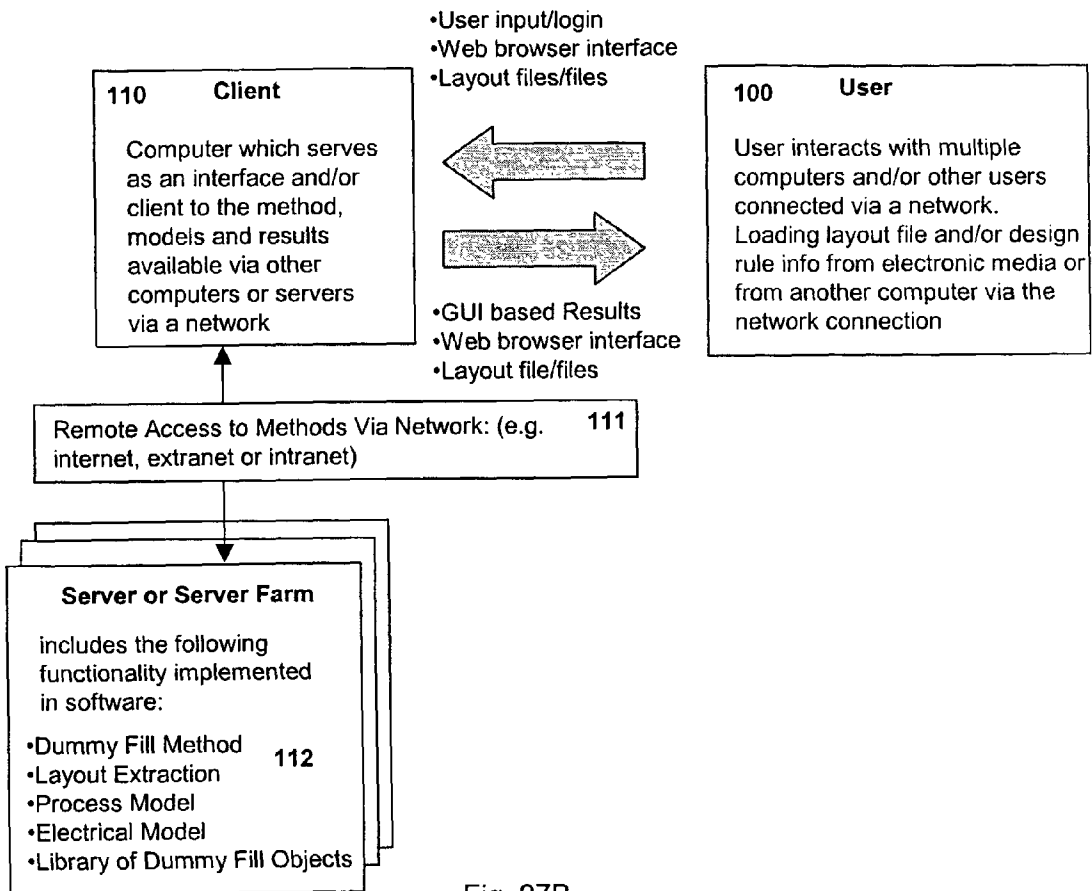 •User input/login
•Web browser interface
•Layout files/files
110 Client
Computer which serves
as an interface and/or
client to the method,
models and results
available via other
computers or servers
via a network
100 User
User interacts with multiple
computers and/or other users
connected via a network.
Loading layout file and/or design
rule info from electronic media or
from another computer via the
network connection
•GUI based Results
•Web browser interface
•Layout file/files
Remote Access to Methods Via Network: (e.g. 111
internet, extranet or intranet)
Server or Server Farm
includes the following
functionality implemented
in software:
•Dummy Fill Method
112
•Layout Extraction
•Process Model
•Electrical Model
•Library of Dummy Fill Objects